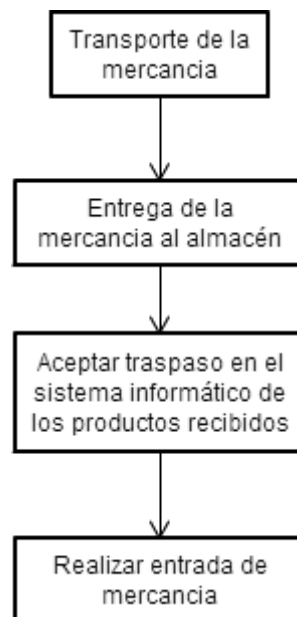 Transporte de la
mercancia
Entrega de la
mercancia al almacén
Aceptar traspaso en el
sistema informático de
los productos recibidos
Realizar entrada de
mercancia